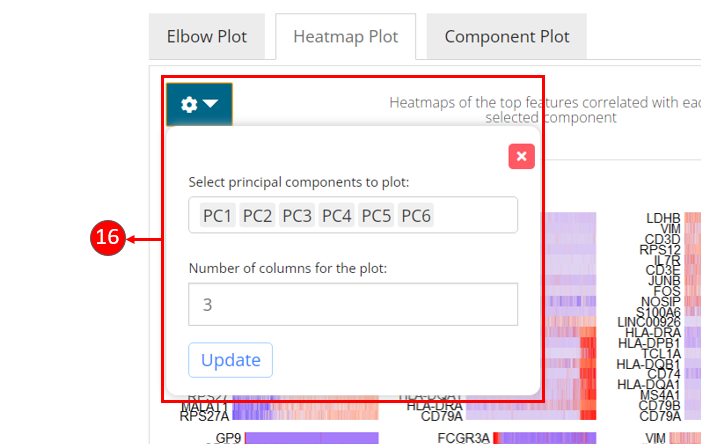 Elbow Plot
Heatmap Plot
Component Plot
Heatmaps of the top features correlated with eac
selected component
16
Select principal components to plot:
PC1 PC2 PC3 PC4 PC5 PC6
Number of columns for the plot:
3
Update
LDHB
VIM
CD3D
RPS12
IL7R
CD3E
JUNB
FOS
NOSIP
S100A6
LINC00926
HLA-DRA
HLA-DPB1
TCL1A
HLA-DQB1
CD74
HLA-DQA1
MS4A1
CD79B
CD79A
RPS27
MALAT1
RPS27A
HLA-DQA1
HLA-DRA
CD79A
GP9
FCGR3A
VIM